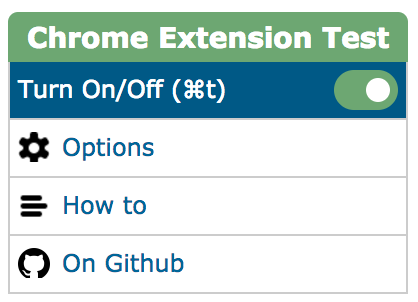 Chrome Extension Test
Turn On/Off (⌘t)
Options
How to
On Github